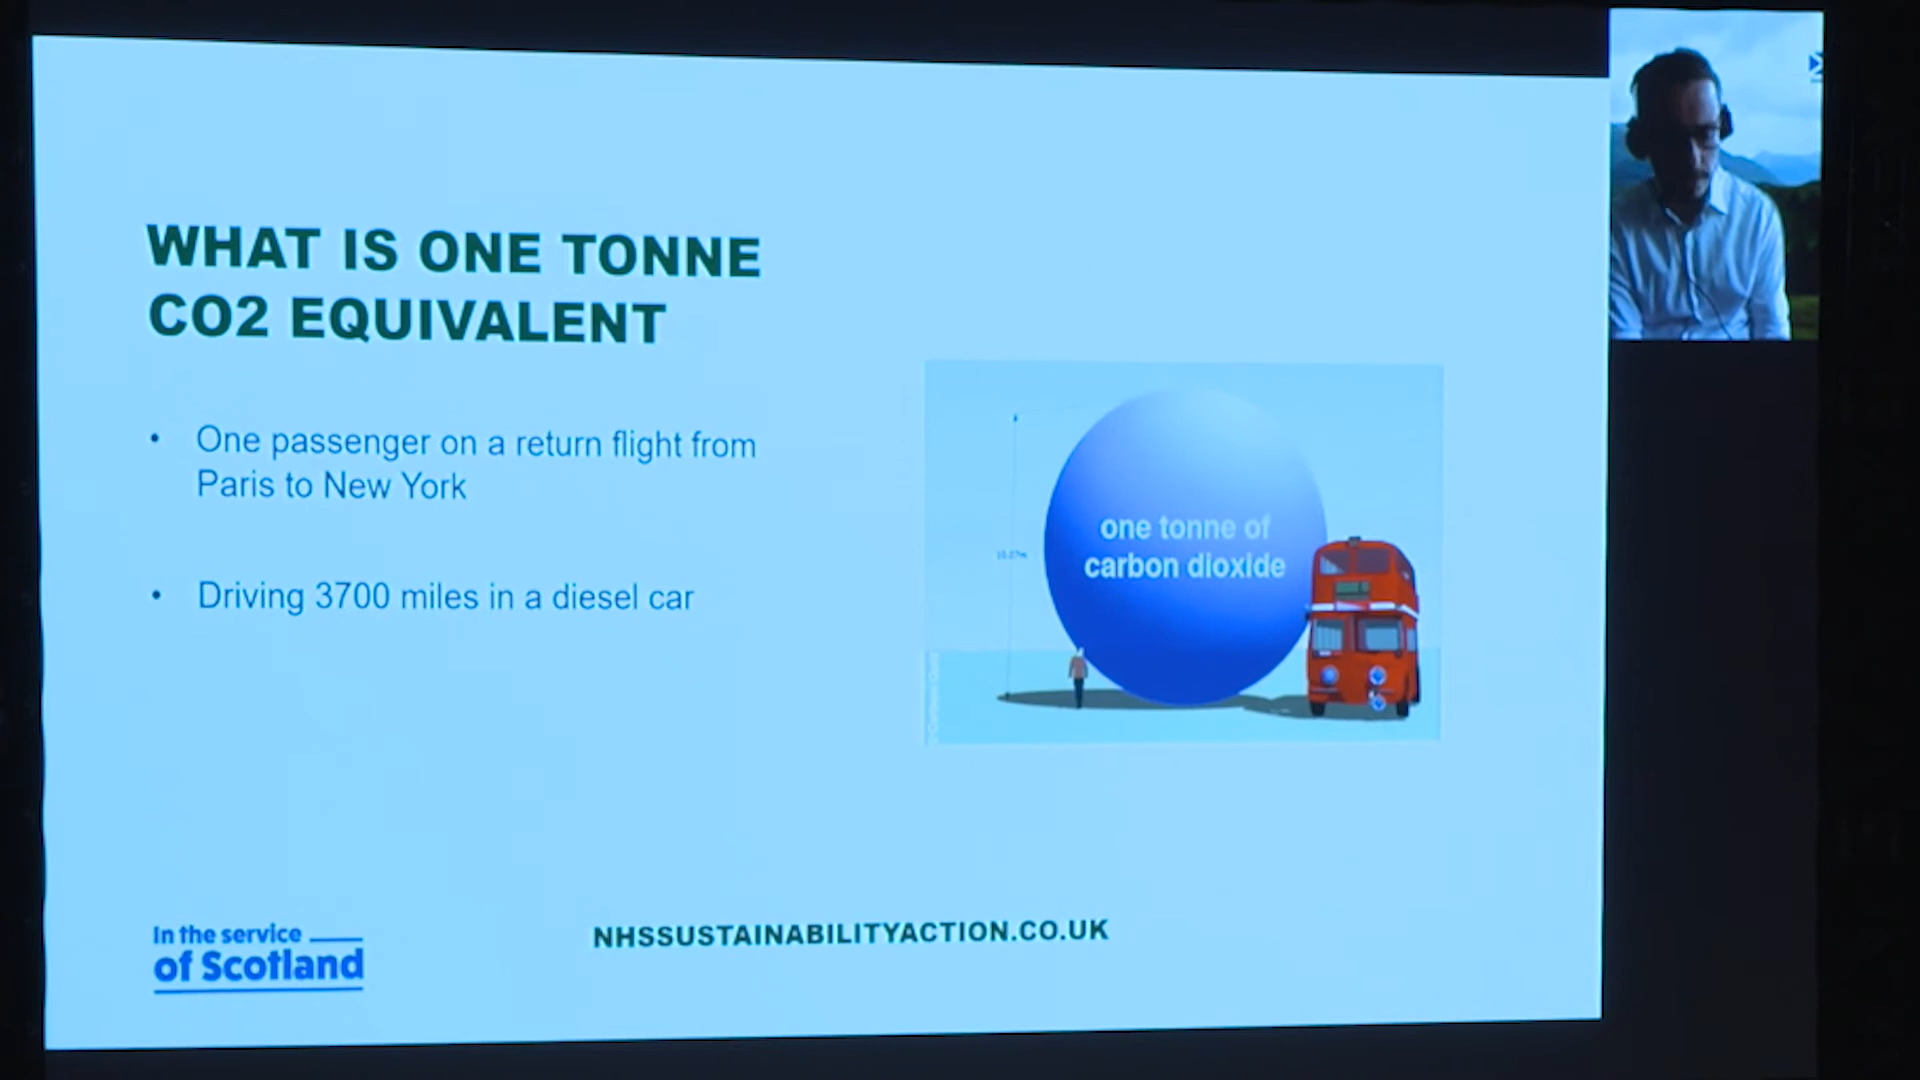 WHAT IS ONE TONNE
CO2 EQUIVALENT
• One passenger on a return flight from
Paris to New York
• Driving 3700 miles in a diesel car
one tonne of
carbon dioxide
In the service
of Scotland
NHSSUSTAINABILITYACTION.CO.UK